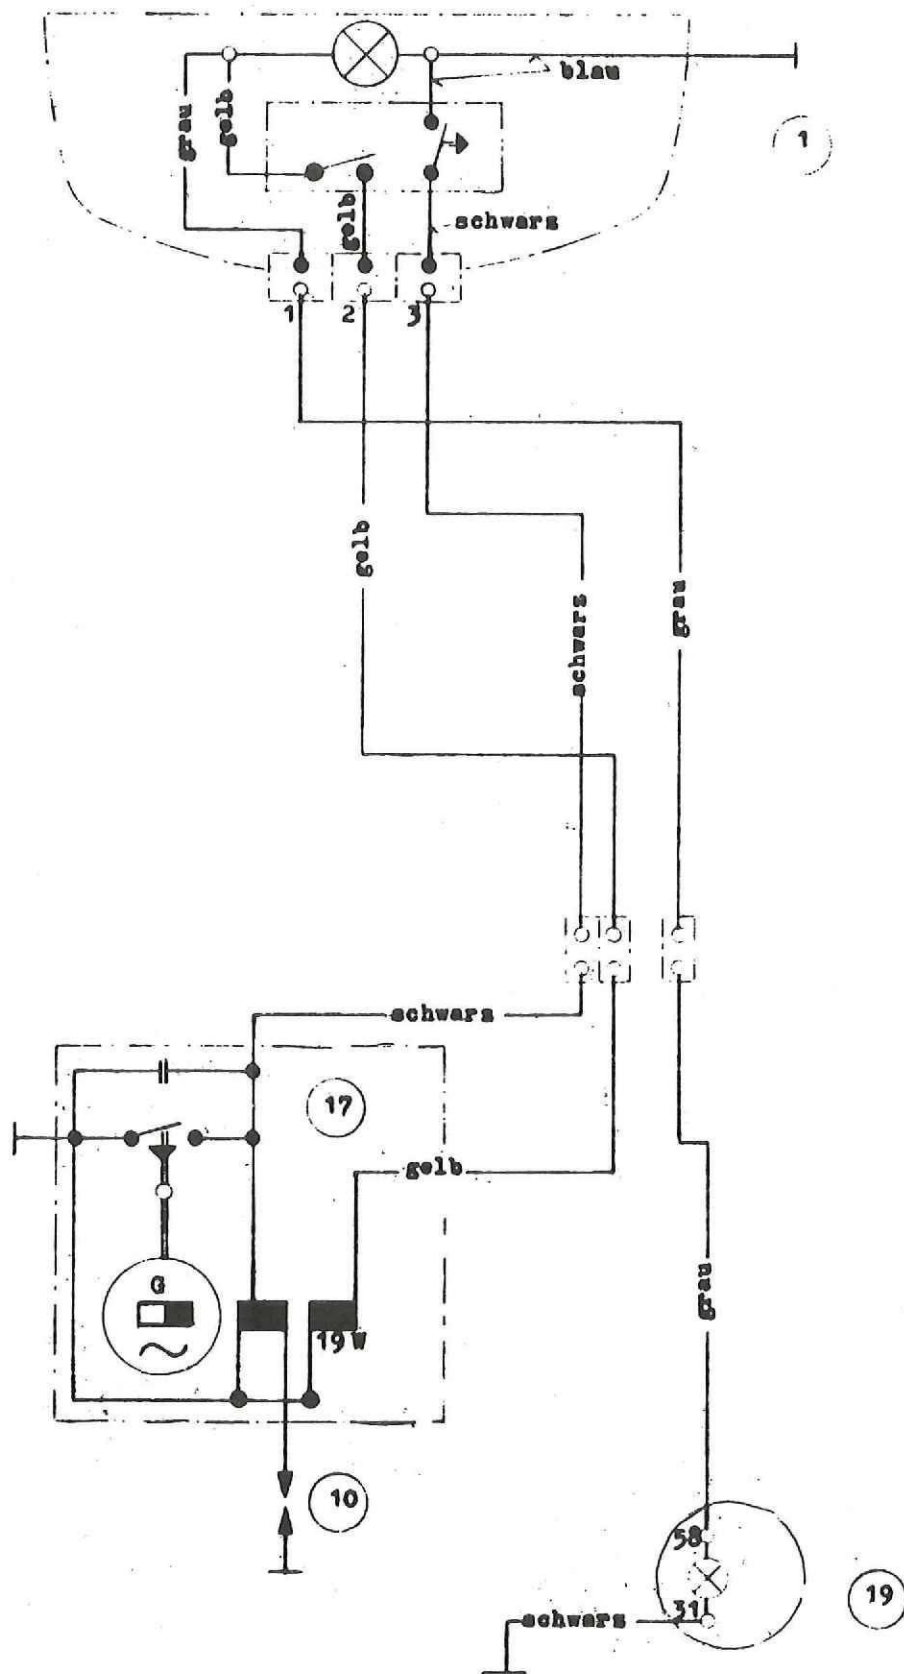 blau
1
grau
gelb
gelb
schwarz
1
2
3
gelb
schwarz
grau
schwarz
17
gelb
G
19 W
grau
10
58
31
19
schwarz